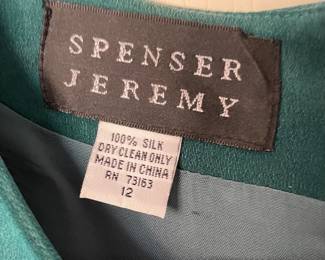 SPENSER
JEREMY
100% SILK
DRY CLEAN ONLY
MADE IN CHINA
RN 73163
12